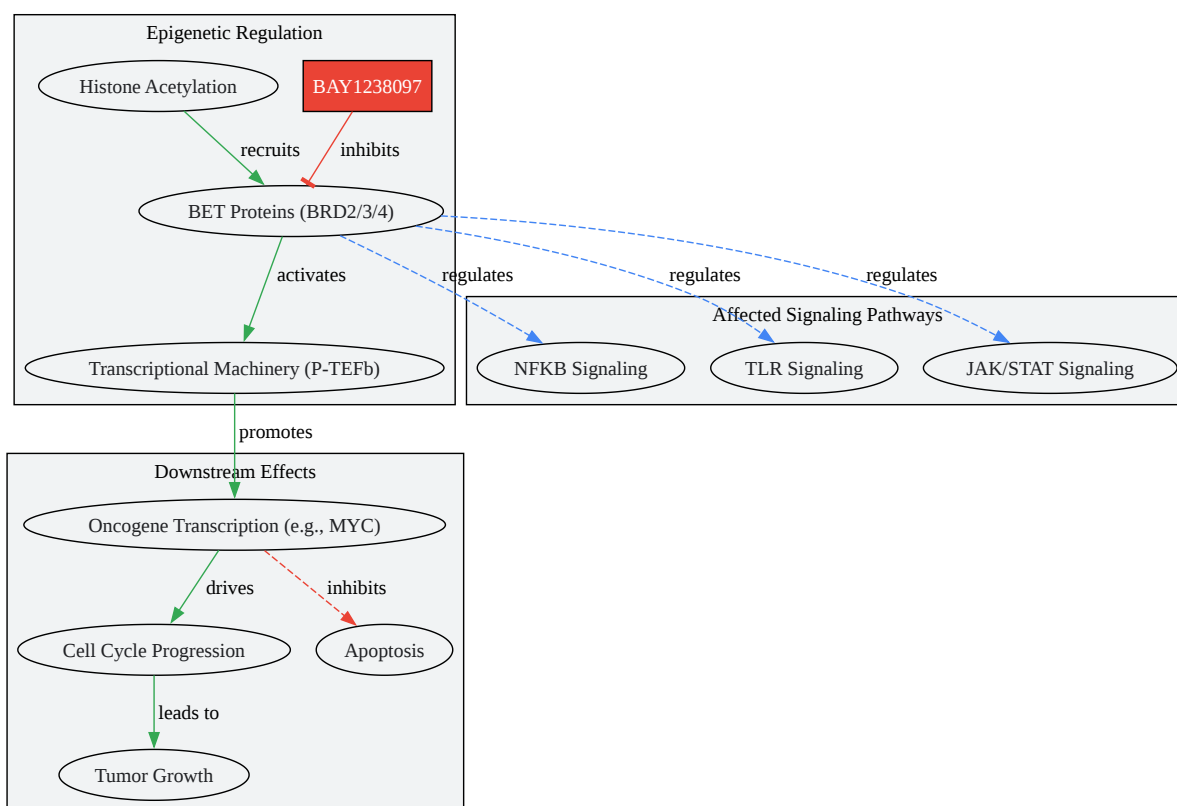 Epigenetic Regulation
Histone Acetylation
BAY1238097
recruits
inhibits
BET Proteins (BRD2/3/4)
activates
regulates
regulates
regulates
Affected Signaling Pathways
Transcriptional Machinery (P-TEFb)
NFKB Signaling
TLR Signaling
JAK/STAT Signaling
promotes
Downstream Effects
Oncogene Transcription (e.g., MYC)
drives
inhibits
Cell Cycle Progression
Apoptosis
leads to
Tumor Growth